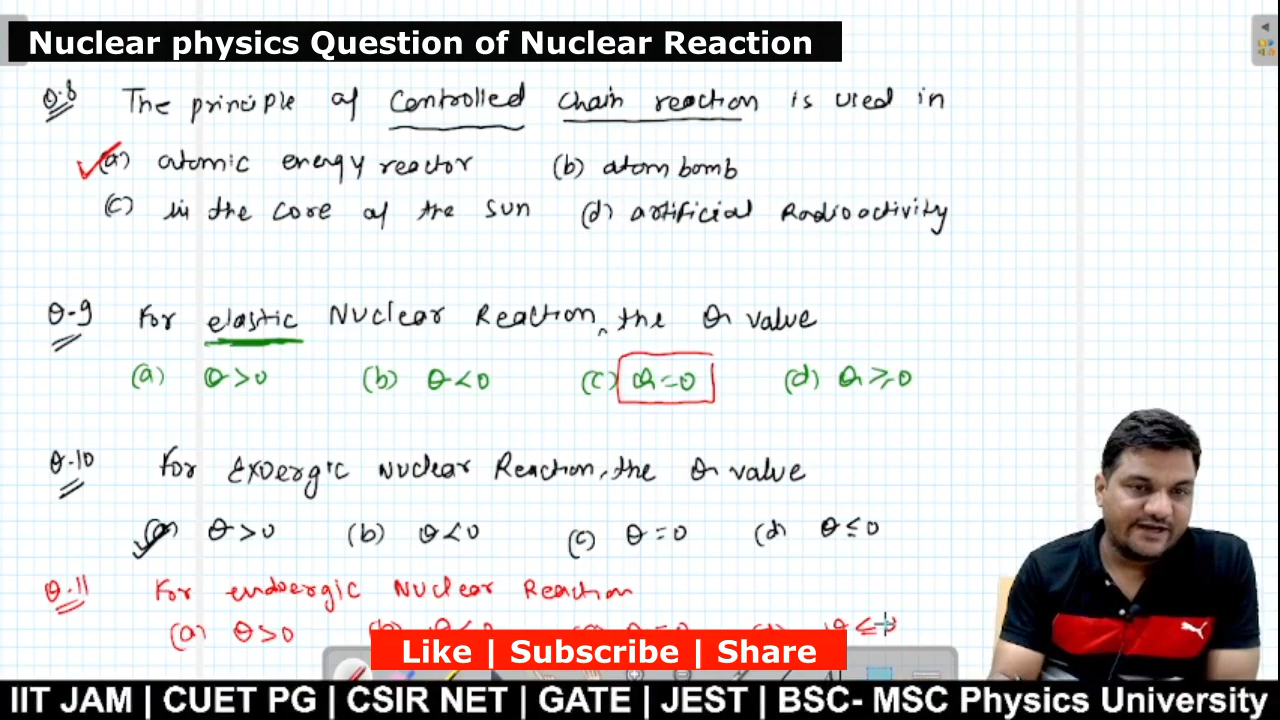 Nuclear physics Question of Nuclear Reaction
Q.8 The principle of Controlled Chain reaction is used in
(a) atomic energy reactor (b) atom bomb
(c) in the core of the sun (d) artificial Radioactivity
Q-9 For elastic Nuclear Reaction, the Q value
(a) Q > 0 (b) Q < 0 (c) Q = 0 (d) Q ≥ 0
Q.10 For Exoergic Nuclear Reaction, the Q value
(a) Q > 0 (b) Q < 0 (c) Q = 0 (d) Q ≤ 0
Q.11 For endoergic Nuclear Reaction
(a) Q > 0
Like | Subscribe | Share
IIT JAM | CUET PG | CSIR NET | GATE | JEST | BSC- MSC Physics University